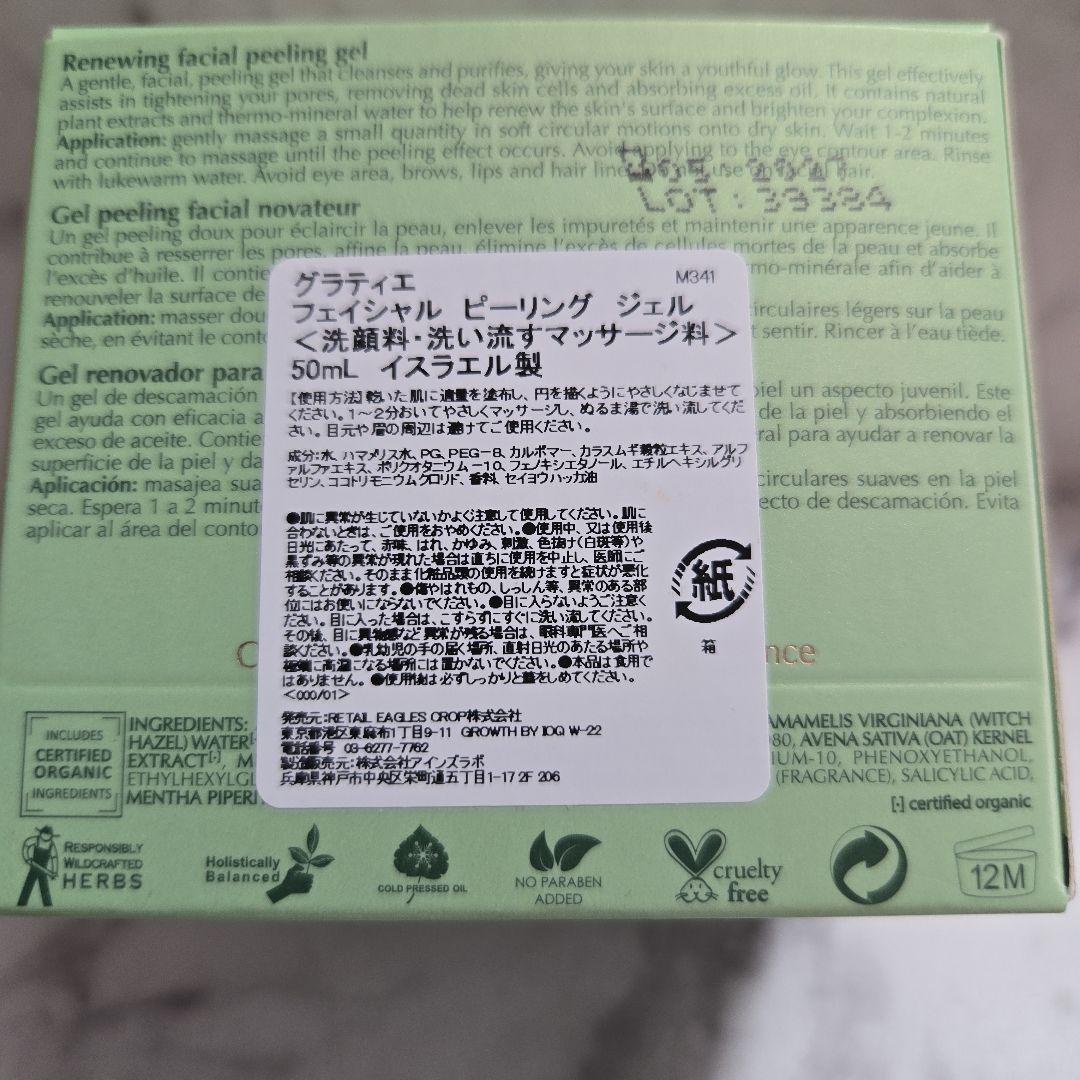 Renewing facial peeling gel
A gentle, facial, peeling gel that cleanses and purifies, giving your skin a youthful glow. This gel effectively
assists in tightening your pores, removing dead skin cells and absorbing excess oil. It contains natural
plant extracts and thermo-mineral water to help renew the skin's surface and brighten your complexion.
Application: gently massage a small quantity in soft circular motions onto dry skin. Wait 1-2 minutes
and continue to massage until the peeling effect occurs. Avoid applying to the eye contour area. Rinse
with lukewarm water. Avoid eye area, brows, lips and hair use hair.
LOT : 39384
Gel peeling facial novateur
Un gel peeling doux pour éclaircir la peau, enlever les impuretés et maintenir une apparence jeune. Il
contribue à resserrer les pores, affine la peau, élimine l'excès de cellules mortes de la peau et absorbe
l'excès d'huile. Il contie mo-minérale afin d'aider à
renouveler la surface de
Application: masser dou irculaires légers sur la peau
sèche, en évitant le cont sentir. Rincer à l'eau tiède.
Gel renovador para
Un gel de descamación piel un aspecto juvenil. Este
gel ayuda con eficacia a de la piel y absorbiendo el
exceso de aceite. Contie ral para ayudar a renovar la
superficie de la piel y da
Aplicación: masajea sua circulares suaves en la piel
seca. Espera 1 a 2 minut ecto de descamación. Evita
aplicar al área del conto
グラティエ M341
フェイシャル ピーリング ジェル
＜洗顔料・洗い流すマッサージ料＞
50mL イスラエル製
【使用方法】乾いた肌に適量を塗布し、円を描くようにやさしくなじませて
ください。1～2分おいてやさしくマッサージし、ぬるま湯で洗い流してくだ
さい。目元や眉の周辺は避けてご使用ください。
成分:水、ハマメリス水、PG、PEG-8、カルボマー、カラスムギ穀粒エキス、アルフ
ァルファエキス、ポリクオタニウム-10、フェノキシエタノール、エチルヘキシルグリ
セリン、ココトリモニウムクロリド、香料、セイヨウハッカ油
●肌に異常が生じていないかよく注意して使用してください。肌に
合わないときは、ご使用をおやめください。●使用中、又は使用後
日光にあたって、赤味、はれ、かゆみ、刺激、色抜け(白斑等)や
黒ずみ等の異常が現れた場合は直ちに使用を中止し、医師にご
相談ください。そのまま化粧品類の使用を続けますと症状が悪化
することがあります。●傷やはれもの、しっしん等、異常のある部
位にはお使いにならないでください。●目に入らないようご注意く
ださい。目に入った場合は、こすらずにすぐに洗い流してください。
その後、目に異物感など異常が残る場合は、眼科専門医へご相
談ください。●乳幼児の手の届く場所、直射日光のあたる場所や
極端に高温になる場所には置かないでください。●本品は食用で
はありません。●使用後は必ずしっかりと蓋をしめてください。
<000/01>
紙
箱
発売元:RETAIL EAGLES CROP株式会社
東京都港区東麻布1丁目9-11 GROWTH BY IOQ W-22
電話番号 03-6277-7762
製造販売元:株式会社アインズラボ
兵庫県神戸市中央区栄町通五丁目1-17 2F 206
C nce
INCLUDES
CERTIFIED
ORGANIC
INGREDIENTS
INGREDIENTS: AMAMELIS VIRGINIANA (WITCH
HAZEL) WATER[·] 80, AVENA SATIVA (OAT) KERNEL
EXTRACT[·], M IUM-10, PHENOXYETHANOL,
ETHYLHEXYLGL (FRAGRANCE), SALICYLIC ACID,
MENTHA PIPERI
[·] certified organic
RESPONSIBLY
WILDCRAFTED
HERBS
Holistically
Balanced
COLD PRESSED OIL
NO PARABEN
ADDED
cruelty
free
12M